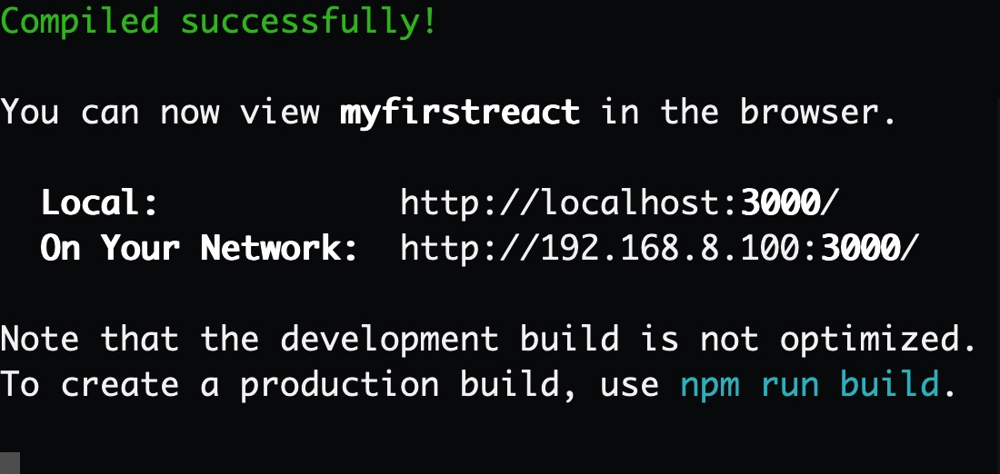 Compiled successfully!
You can now view myfirstreact in the browser.
Local: http://localhost:3000/
On Your Network: http://192.168.8.100:3000/
Note that the development build is not optimized.
To create a production build, use npm run build.